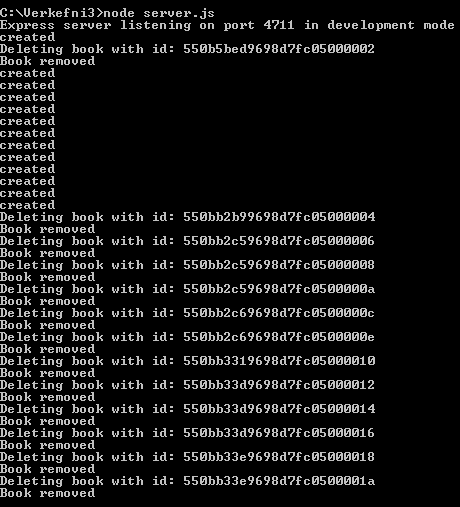 C:\Verkefni3>node server.js
Express server listening on port 4711 in development mode
created
Deleting book with id: 550b5bed9698d7fc05000002
Book removed
created
created
created
created
created
created
created
created
created
created
created
created
Deleting book with id: 550bb2b99698d7fc05000004
Book removed
Deleting book with id: 550bb2c59698d7fc05000006
Book removed
Deleting book with id: 550bb2c59698d7fc05000008
Book removed
Deleting book with id: 550bb2c59698d7fc0500000a
Book removed
Deleting book with id: 550bb2c69698d7fc0500000c
Book removed
Deleting book with id: 550bb2c69698d7fc0500000e
Book removed
Deleting book with id: 550bb3319698d7fc05000010
Book removed
Deleting book with id: 550bb33d9698d7fc05000012
Book removed
Deleting book with id: 550bb33d9698d7fc05000014
Book removed
Deleting book with id: 550bb33d9698d7fc05000016
Book removed
Deleting book with id: 550bb33e9698d7fc05000018
Book removed
Deleting book with id: 550bb33e9698d7fc0500001a
Book removed